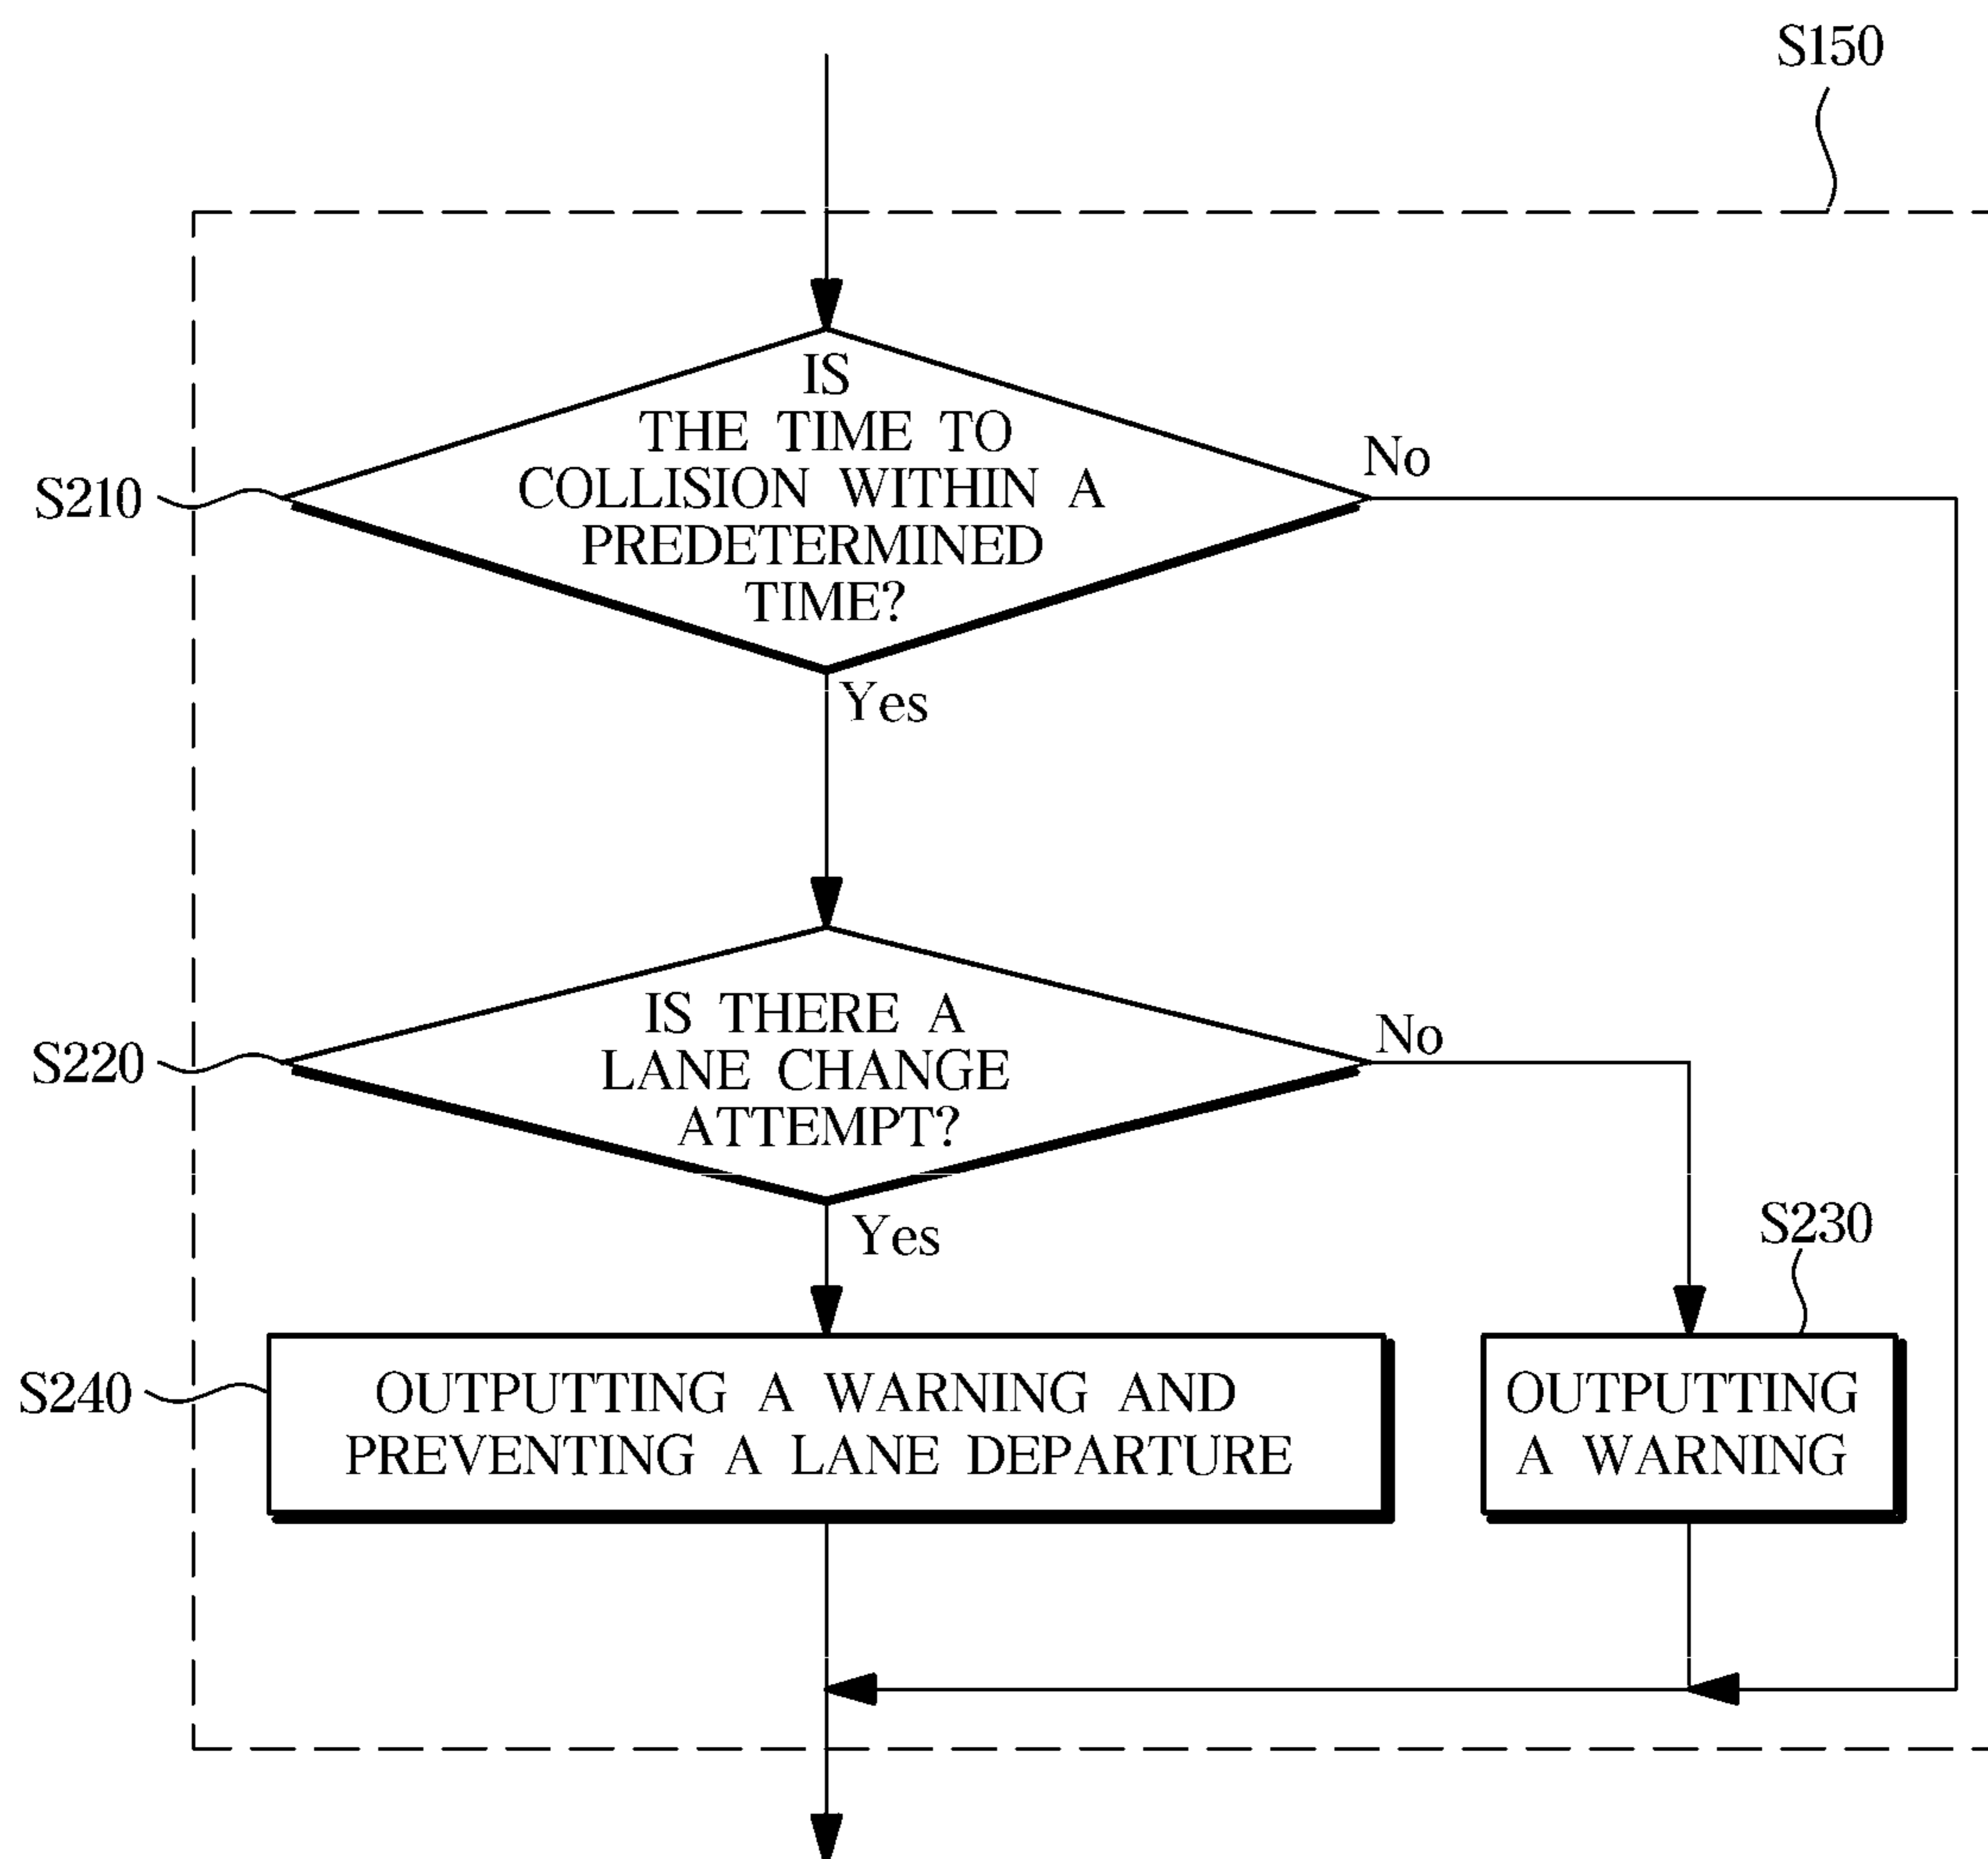 S150
IS
THE TIME TO
COLLISION WITHIN A
PREDETERMINED
TIME?
No
S210
Yes
IS THERE A
LANE CHANGE
ATTEMPT?
No
S220
Yes
S230
S240
OUTPUTTING A WARNING AND
PREVENTING A LANE DEPARTURE
OUTPUTTING
A WARNING